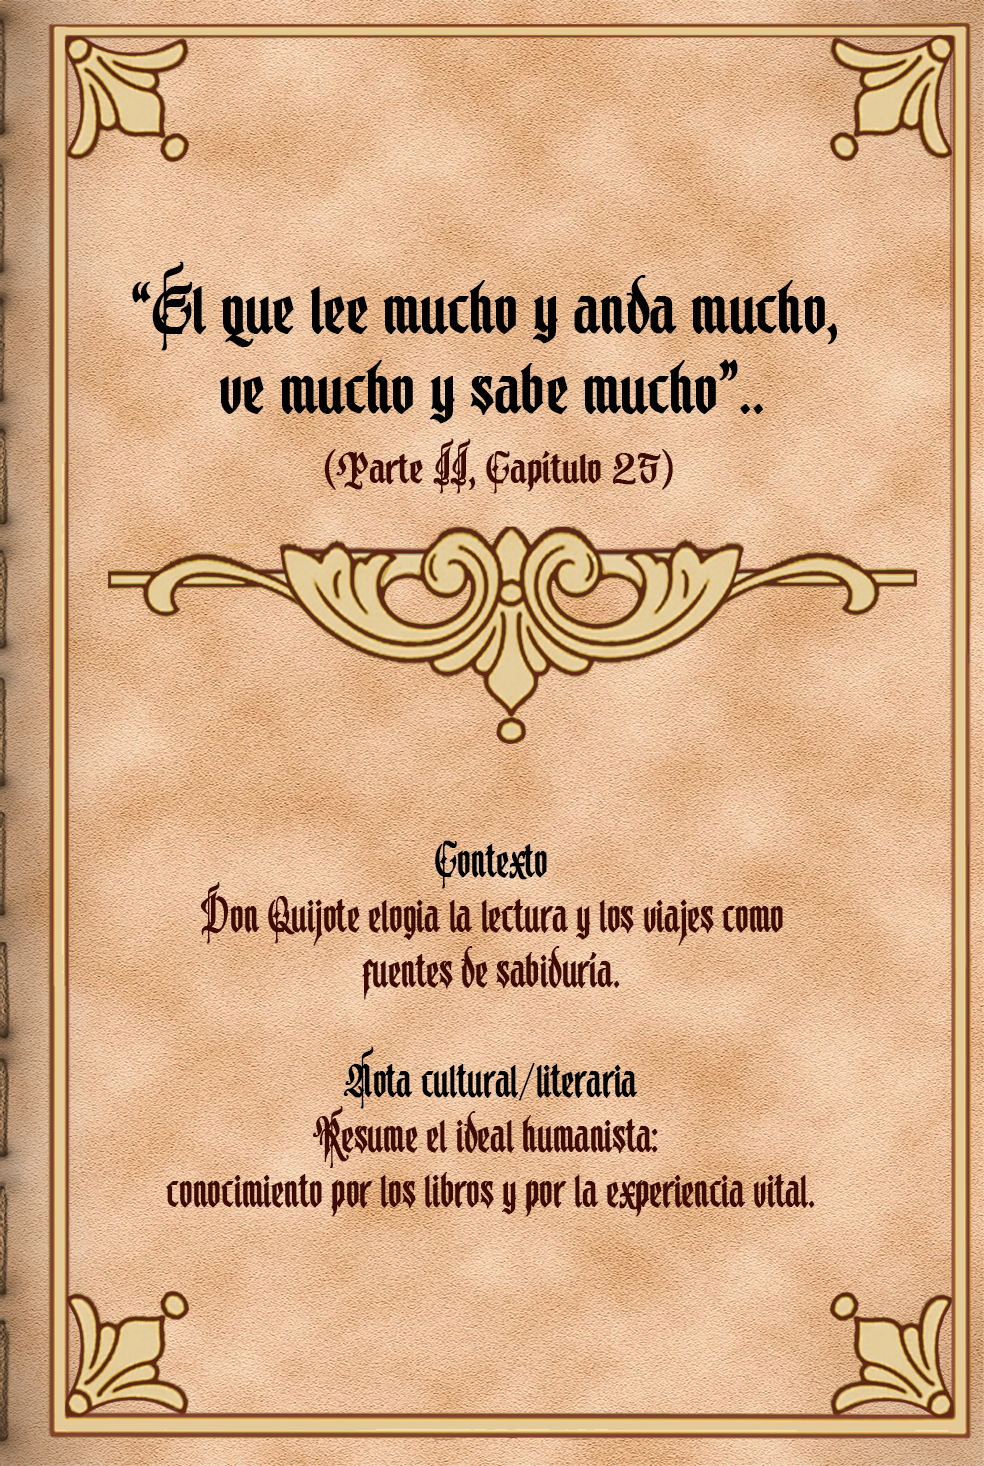 “El que lee mucho y anda mucho,
ve mucho y sabe mucho”..
(Parte II, Capítulo 25)
Contexto
Don Quijote elogia la lectura y los viajes como
fuentes de sabiduría.
Nota cultural/literaria
Resume el ideal humanista:
conocimiento por los libros y por la experiencia vital.